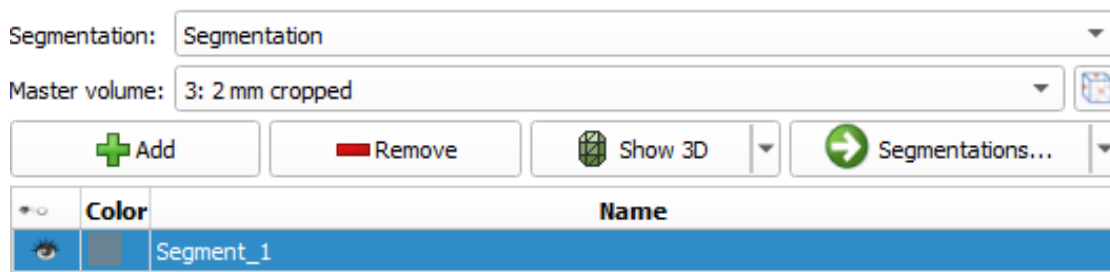 Segmentation: Segmentation
Master volume: 3: 2 mm cropped
Add Remove Show 3D Segmentations...
Color Name
Segment_1